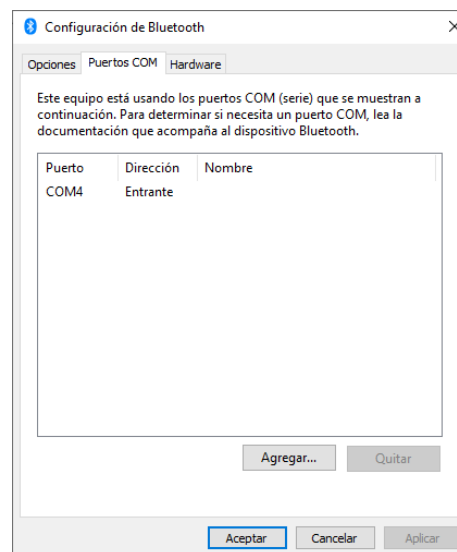 Configuración de Bluetooth
Opciones Puertos COM Hardware
Este equipo está usando los puertos COM (serie) que se muestran a
continuación. Para determinar si necesita un puerto COM, lea la
documentación que acompaña al dispositivo Bluetooth.
Puerto Dirección Nombre
COM4 Entrante
Agregar... Quitar
Aceptar Cancelar Aplicar